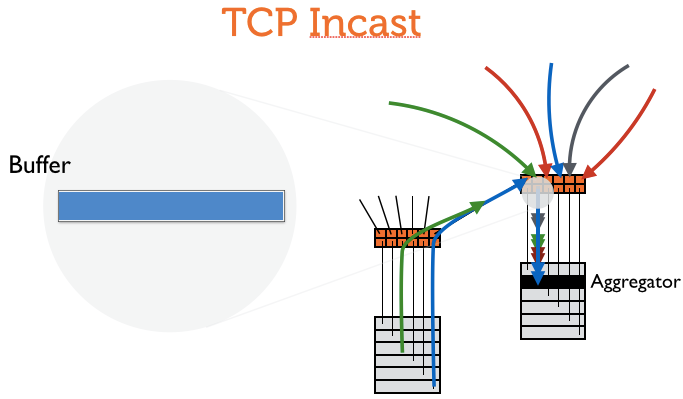 TCP Incast
Buffer
Aggregator